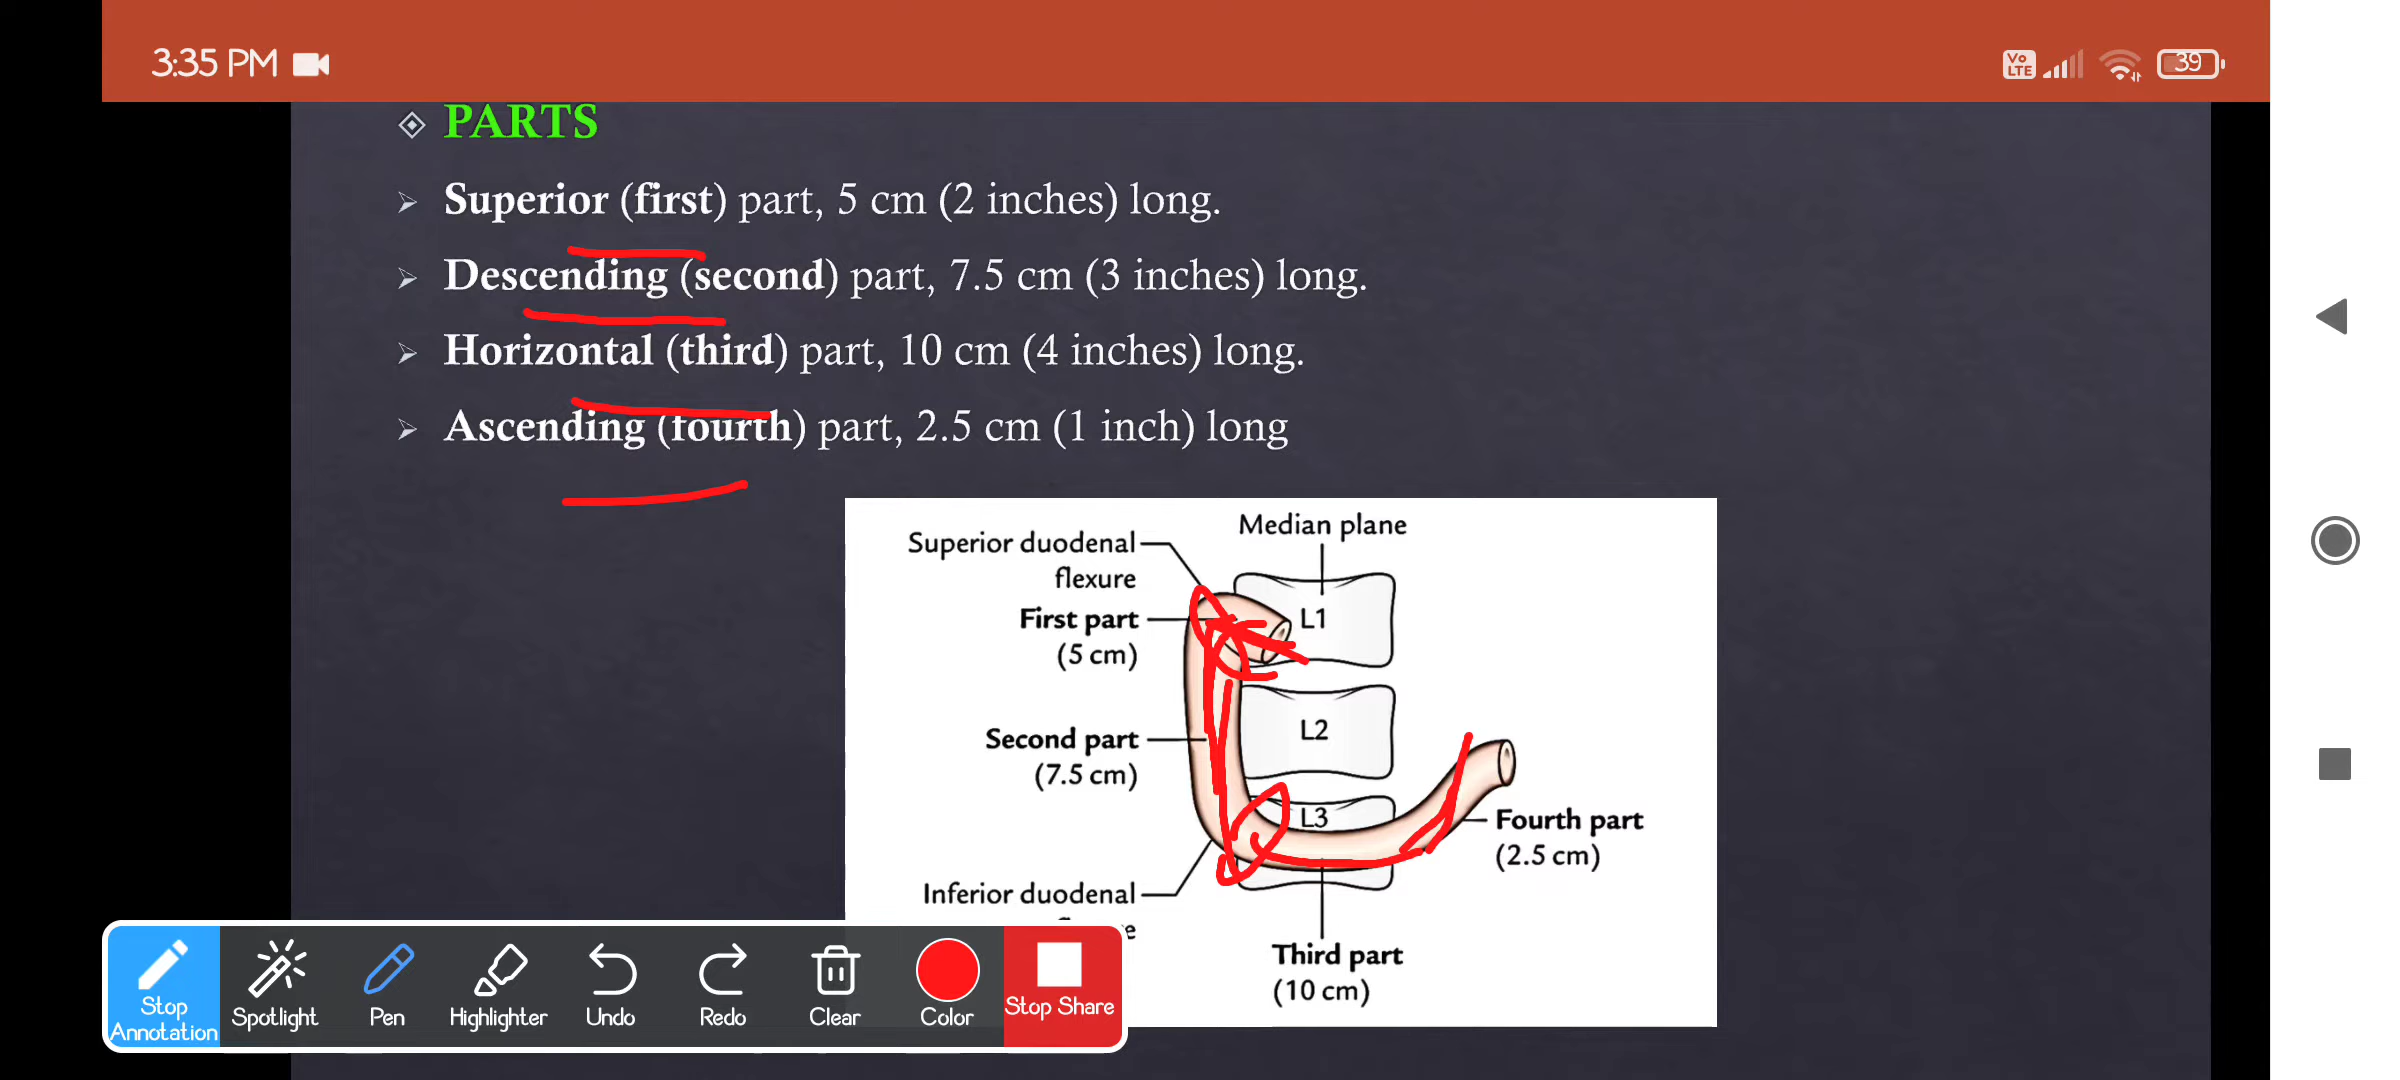 3:35 PM
Vo LTE
39
PARTS
Superior (first) part, 5 cm (2 inches) long.
Descending (second) part, 7.5 cm (3 inches) long.
Horizontal (third) part, 10 cm (4 inches) long.
Ascending (fourth) part, 2.5 cm (1 inch) long
Median plane
Superior duodenal
flexure
First part
(5 cm)
L1
Second part
(7.5 cm)
L2
L3
Fourth part
(2.5 cm)
Inferior duodenal
Third part
(10 cm)
Stop Annotation
Spotlight
Pen
Highlighter
Undo
Redo
Clear
Color
Stop Share